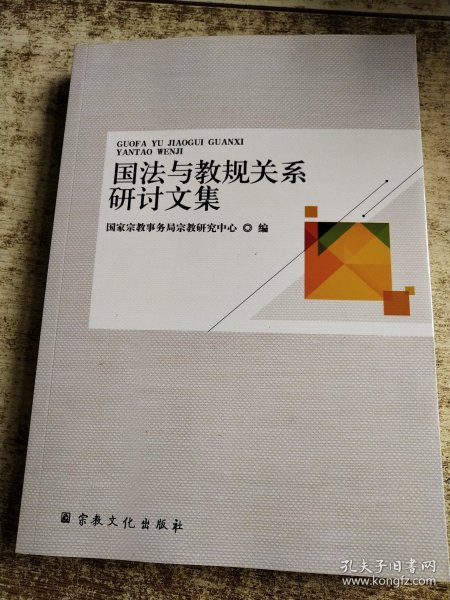 GUOFA YU JIAOGUI GUANXI
YANTAO WENJI
国法与教规关系
研讨文集
国家宗教事务局宗教研究中心 ◎ 编
宗教文化出版社
孔夫子旧书网
www.kongfz.com